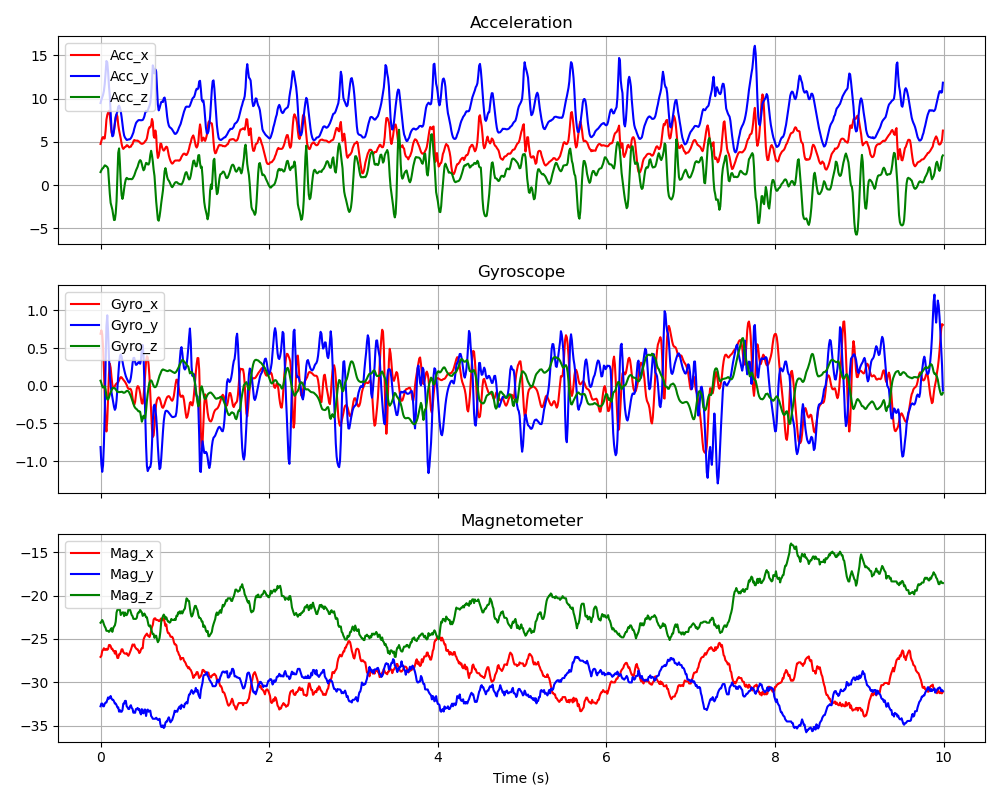 Acceleration
Acc_x
Acc_y
Acc_z
15
10
5
0
−5
Gyroscope
Gyro_x
Gyro_y
Gyro_z
1.0
0.5
0.0
−0.5
−1.0
Magnetometer
Mag_x
Mag_y
Mag_z
−15
−20
−25
−30
−35
0 2 4 6 8 10
Time (s)